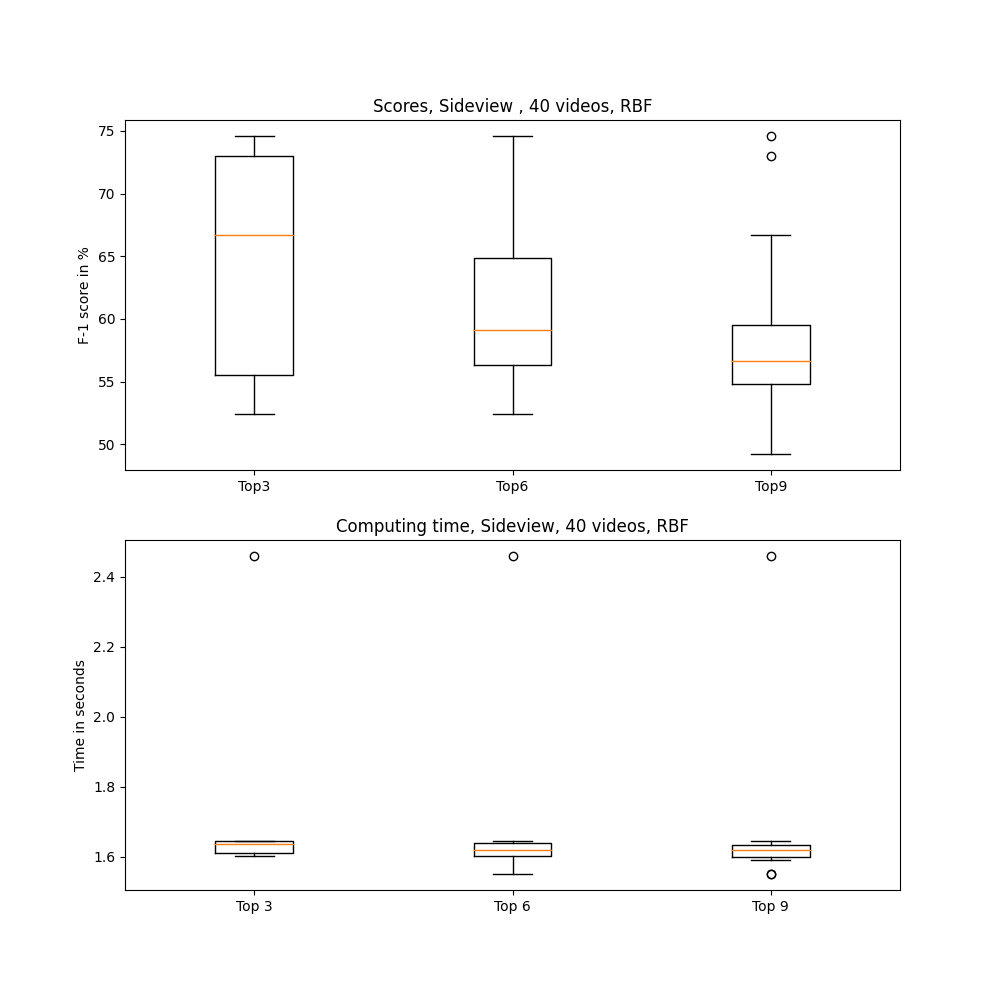 Scores, Sideview , 40 videos, RBF
75
70
65
60
55
50
F-1 score in %
Top3 Top6 Top9
Computing time, Sideview, 40 videos, RBF
2.4
2.2
2.0
1.8
1.6
Time in seconds
Top 3 Top 6 Top 9